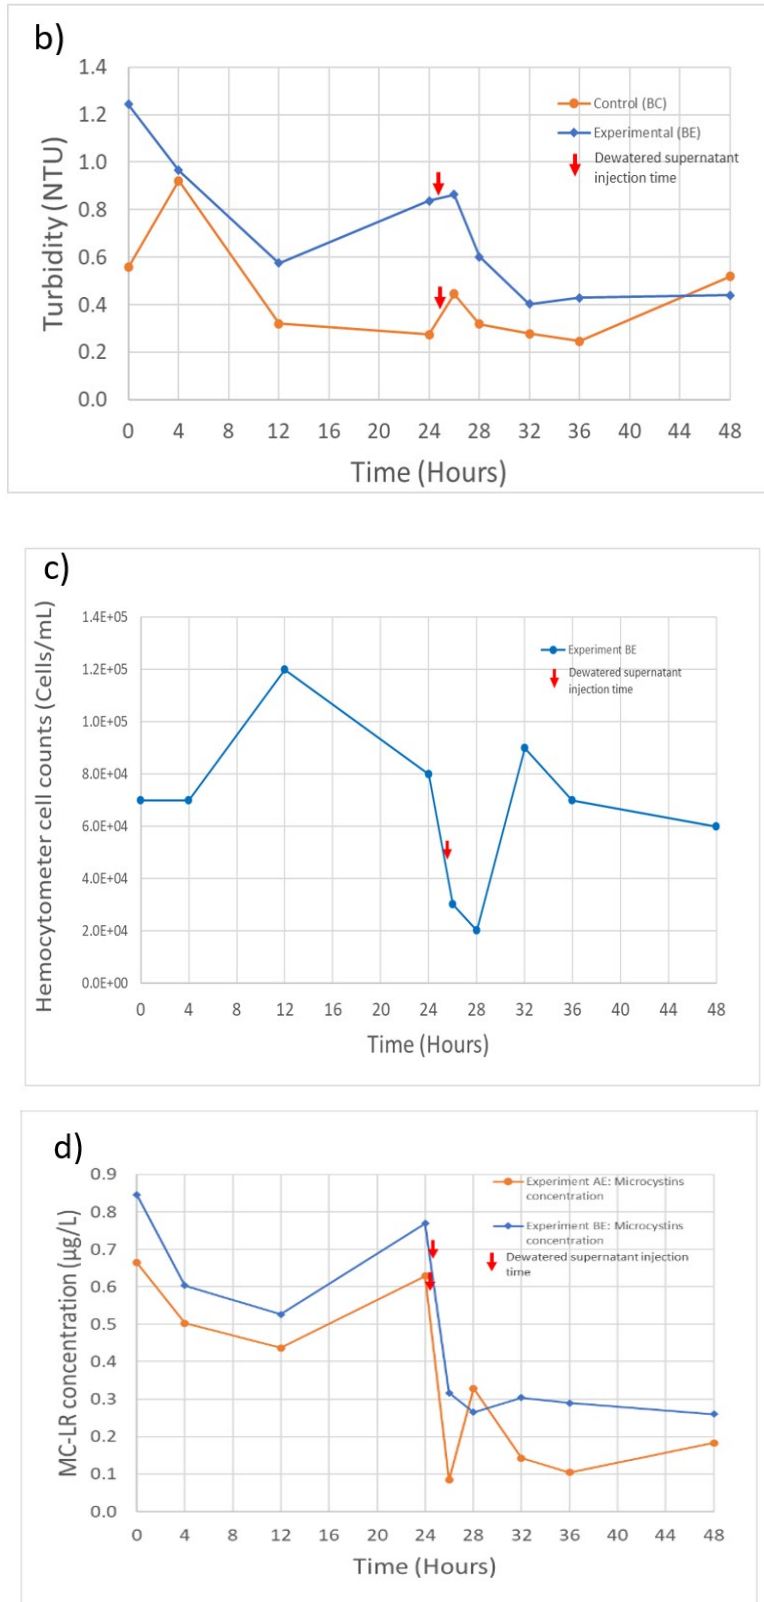 b)
Turbidity (NTU)
1.4
1.2
1.0
0.8
0.6
0.4
0.2
0.0
Control (BC)
Experimental (BE)
Dewatered supernatant
injection time
0 4 8 12 16 20 24 28 32 36 40 44 48
Time (Hours)
c)
Hemocytometer cell counts (Cells/mL)
1.4E+05
1.2E+05
1.0E+05
8.0E+04
6.0E+04
4.0E+04
2.0E+04
0.0E+00
Experiment BE
Dewatered supernatant
injection time
0 4 8 12 16 20 24 28 32 36 40 44 48
Time (Hours)
d)
MC-LR concentration (µg/L)
0.9
0.8
0.7
0.6
0.5
0.4
0.3
0.2
0.1
0.0
Experiment AE: Microcystins
concentration
Experiment BE: Microcystins
concentration
Dewatered supernatant injection
time
0 4 8 12 16 20 24 28 32 36 40 44 48
Time (Hours)